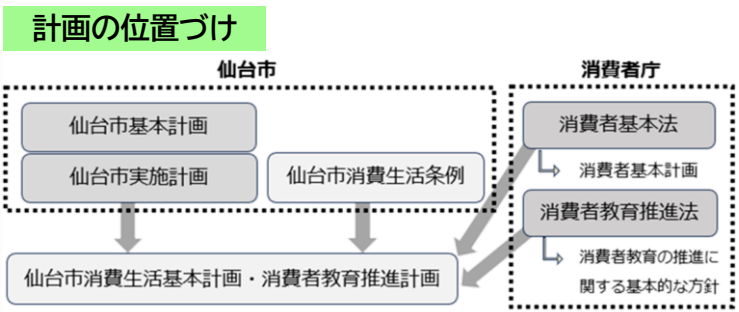 計画の位置づけ
仙台市
仙台市基本計画
仙台市実施計画
仙台市消費生活条例
仙台市消費生活基本計画・消費者教育推進計画
消費者庁
消費者基本法
消費者基本計画
消費者教育推進法
消費者教育の推進に
関する基本的な方針